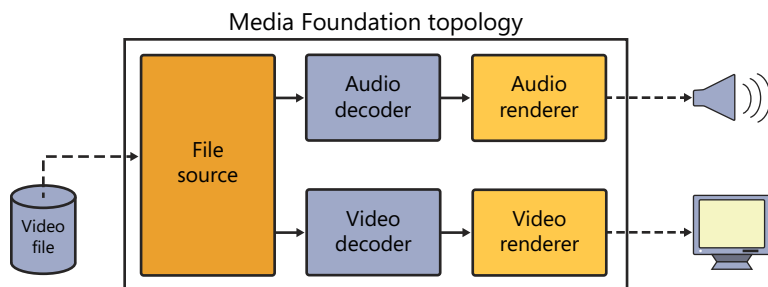 Media Foundation topology
File
source
Audio
decoder
Audio
renderer
Video
file
Video
decoder
Video
renderer